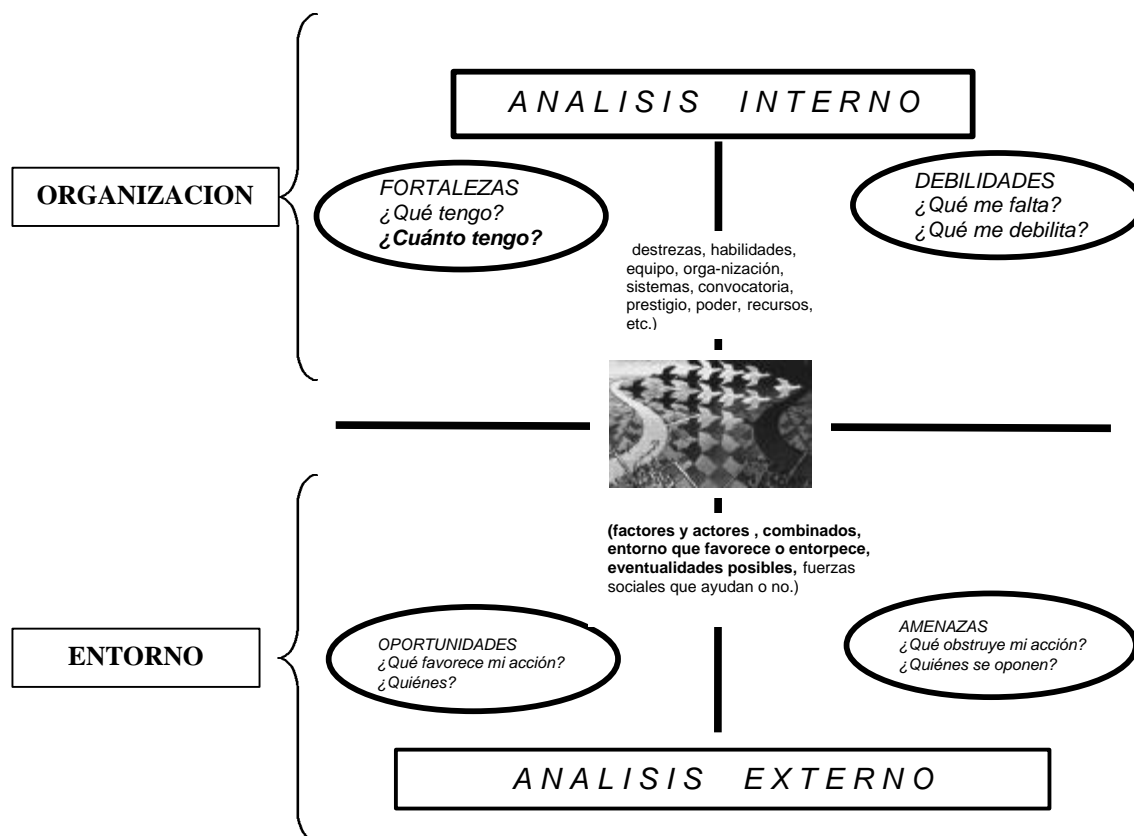 ANALISIS INTERNO
ORGANIZACION
FORTALEZAS
¿Qué tengo?
¿Cuánto tengo?
DEBILIDADES
¿Qué me falta?
¿Qué me debilita?
destrezas, habilidades,
equipo, orga-nización,
sistemas, convocatoria,
prestigio, poder, recursos,
etc.)
(factores y actores , combinados,
entorno que favorece o entorpece,
eventualidades posibles, fuerzas
sociales que ayudan o no.)
ENTORNO
OPORTUNIDADES
¿Qué favorece mi acción?
¿Quiénes?
AMENAZAS
¿Qué obstruye mi acción?
¿Quiénes se oponen?
ANALISIS EXTERNO